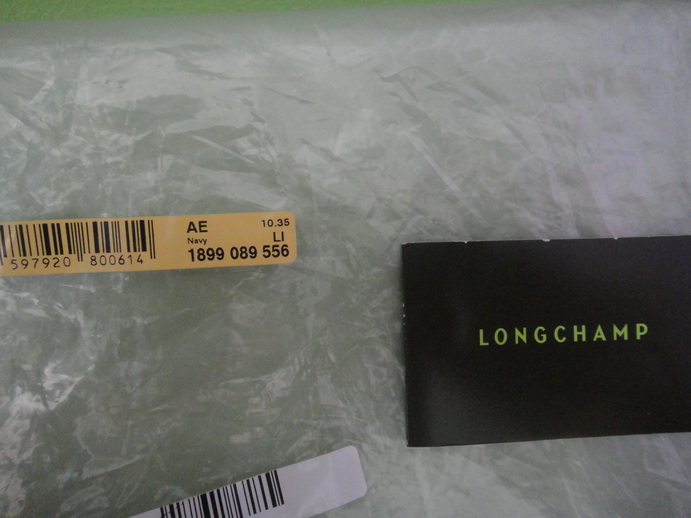 AE 10.35
Navy LI
1899 089 556
597920 800614
LONGCHAMP